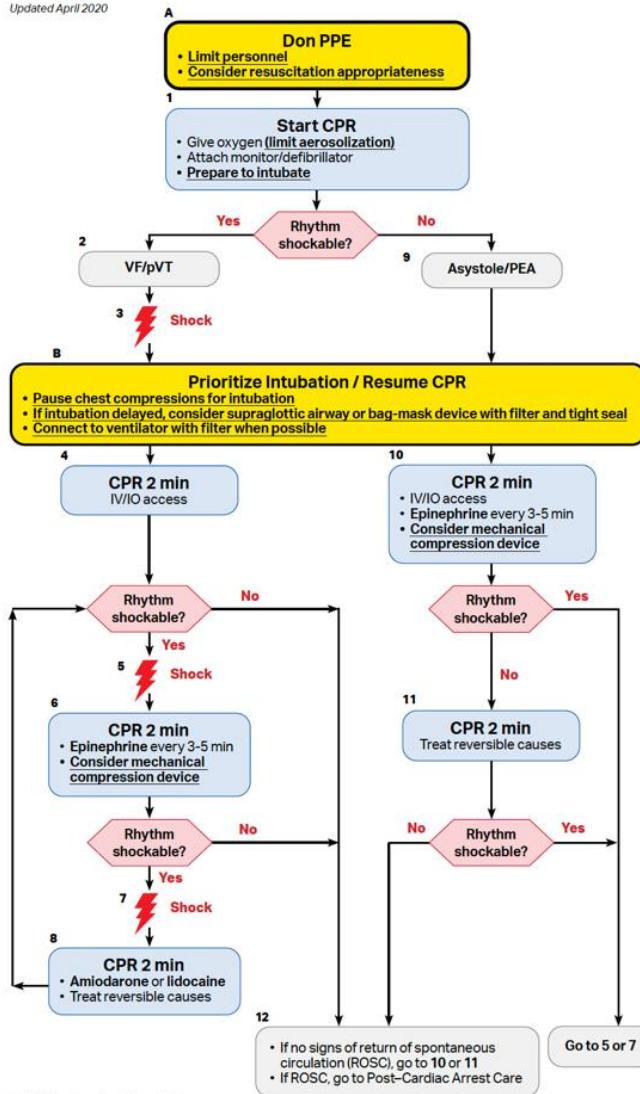 Updated April 2020
A
Don PPE
• Limit personnel
• Consider resuscitation appropriateness
1
Start CPR
• Give oxygen (limit aerosolization)
• Attach monitor/defibrillator
• Prepare to intubate
Yes
Rhythm
shockable?
No
2
VF/pVT
9
Asystole/PEA
3
Shock
B
Prioritize Intubation / Resume CPR
• Pause chest compressions for intubation
• If intubation delayed, consider supraglottic airway or bag-mask device with filter and tight seal
• Connect to ventilator with filter when possible
4
CPR 2 min
IV/IO access
10
CPR 2 min
• IV/IO access
• Epinephrine every 3-5 min
• Consider mechanical
compression device
Rhythm
shockable?
No
Yes
Rhythm
shockable?
Yes
No
5
Shock
6
CPR 2 min
• Epinephrine every 3-5 min
• Consider mechanical
compression device
11
CPR 2 min
Treat reversible causes
Rhythm
shockable?
No
Yes
No
Rhythm
shockable?
Yes
7
Shock
8
CPR 2 min
• Amiodarone or lidocaine
• Treat reversible causes
12
• If no signs of return of spontaneous
circulation (ROSC), go to 10 or 11
• If ROSC, go to Post–Cardiac Arrest Care
Go to 5 or 7